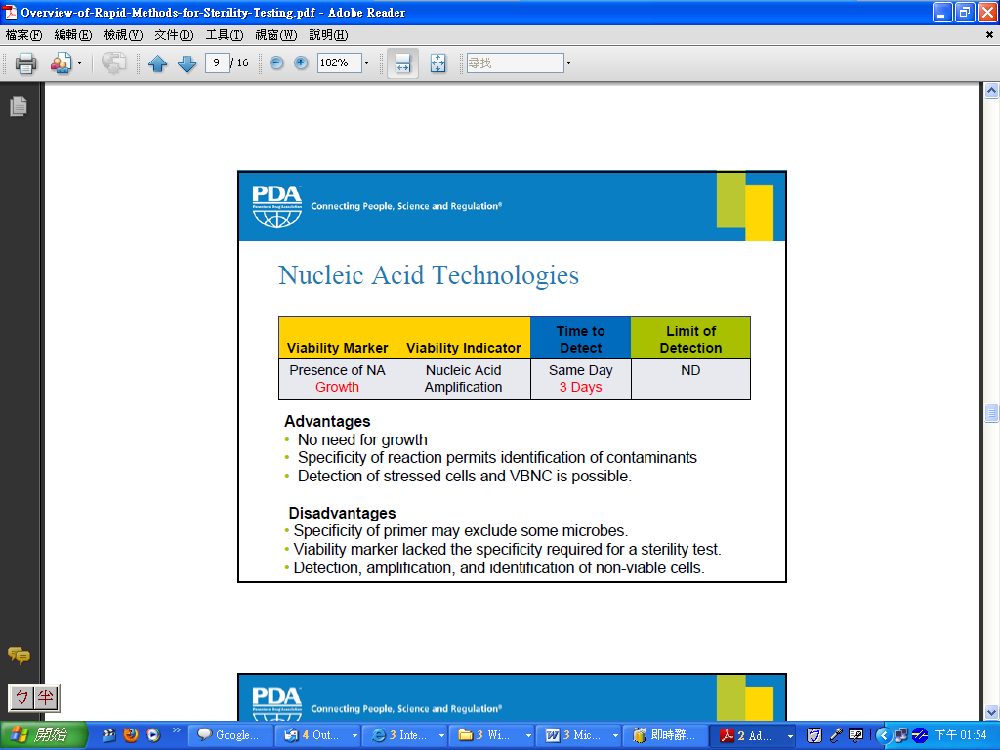 Overview-of-Rapid-Methods-for-Sterility-Testing.pdf - Adobe Reader
檔案(F) 編輯(E) 檢視(V) 文件(D) 工具(T) 視窗(W) 說明(H)
9 / 16 102% 尋找
PDA
Parenteral Drug Association
Connecting People, Science and Regulation®
Nucleic Acid Technologies
Viability Marker Viability Indicator Time to Detect Limit of Detection
Presence of NA Nucleic Acid Same Day ND
Growth Amplification 3 Days
Advantages
• No need for growth
• Specificity of reaction permits identification of contaminants
• Detection of stressed cells and VBNC is possible.
Disadvantages
• Specificity of primer may exclude some microbes.
• Viability marker lacked the specificity required for a sterility test.
• Detection, amplification, and identification of non-viable cells.
PDA
Parenteral Drug Association
Connecting People, Science and Regulation®
ㄅ 半
開始 Google... 4 Out... 3 Inte... 3 Wi... 3 Mic... 即時辭... 2 Ad... 下午 01:54